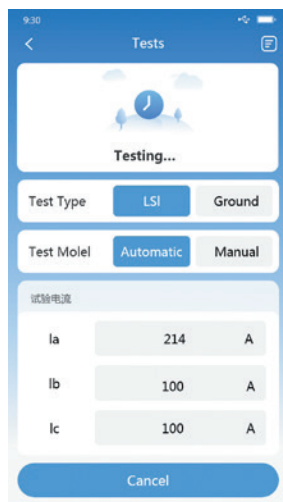 9:30
Tests
Testing...
Test Type LSI Ground
Test Molel Automatic Manual
试验电流
Ia 214 A
Ib 100 A
Ic 100 A
Cancel